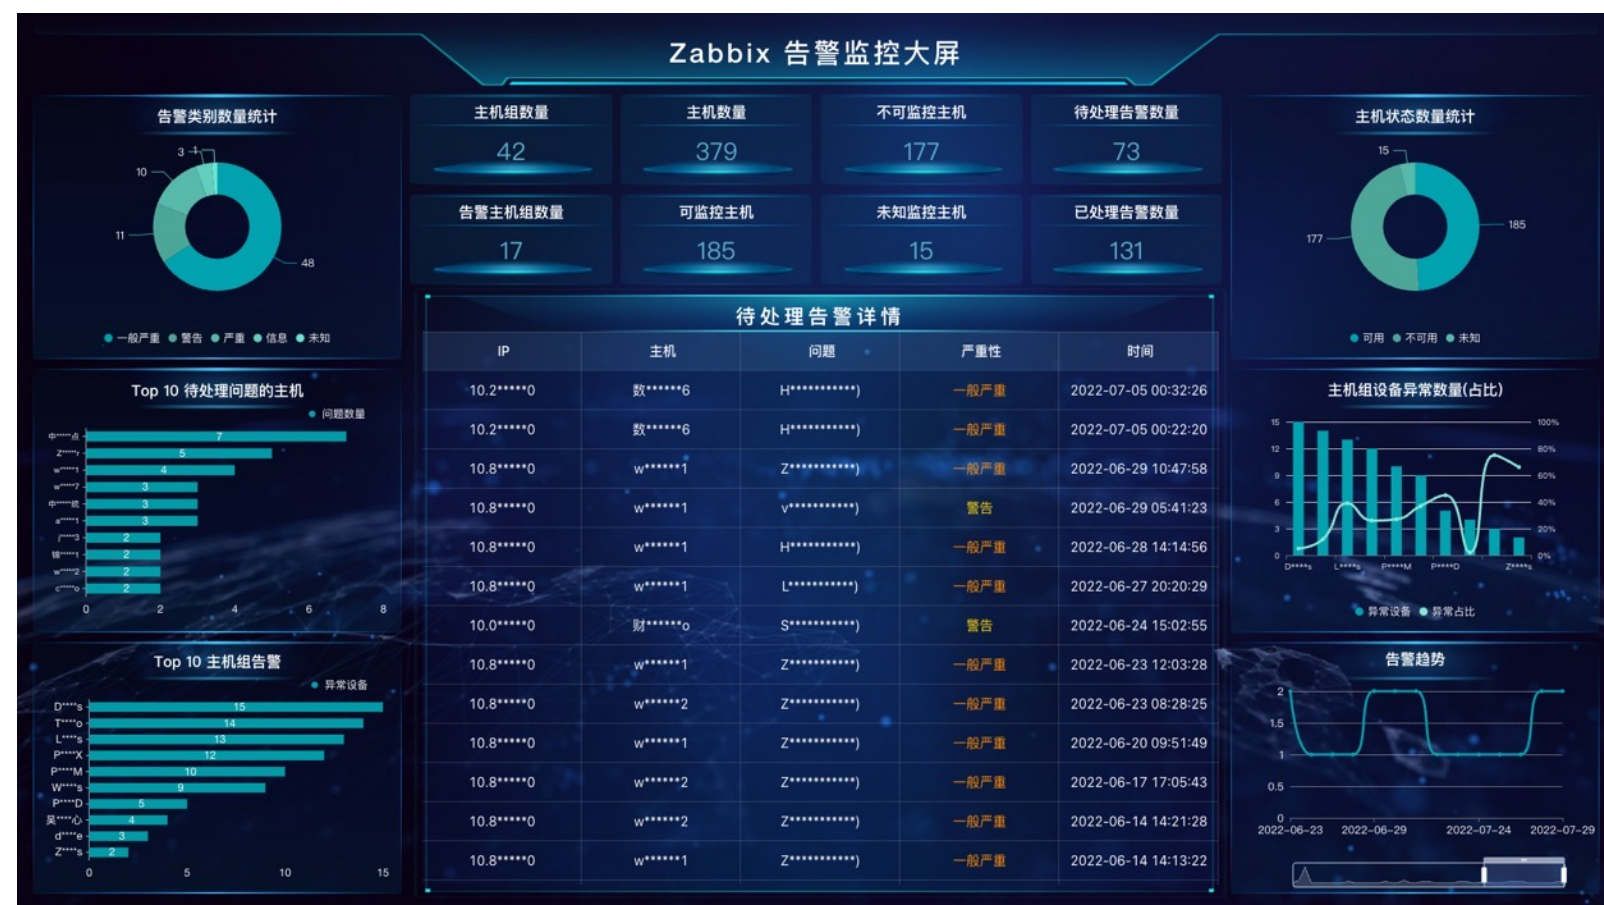 Zabbix 告警监控大屏
告警类别数量统计
3
1
10
11
48
一般严重 警告 严重 信息 未知
主机组数量 主机数量 不可监控主机 待处理告警数量
42 379 177 73
告警主机组数量 可监控主机 未知监控主机 已处理告警数量
17 185 15 131
主机状态数量统计
15
185
177
可用 不可用 未知
Top 10 待处理问题的主机
问题数量
中*****点 7
Z*****r 5
w*****1 4
w*****7 3
中*****统 3
a*****1 3
j*****3 2
锦*****1 2
w*****2 2
c*****o 2
0 2 4 6 8
Top 10 主机组告警
异常设备
D****s 15
T****o 14
L****s 13
P****X 12
P****M 10
W****s 9
P****D 5
吴****心 4
d****e 3
Z****s 2
0 5 10 15
待处理告警详情
IP 主机 问题 严重性 时间
10.2*****0 数******6 H***********) 一般严重 2022-07-05 00:32:26
10.2*****0 数******6 H***********) 一般严重 2022-07-05 00:22:20
10.8*****0 w******1 Z***********) 一般严重 2022-06-29 10:47:58
10.8*****0 w******1 v***********) 警告 2022-06-29 05:41:23
10.8*****0 w******1 H***********) 一般严重 2022-06-28 14:14:56
10.8*****0 w******1 L***********) 一般严重 2022-06-27 20:20:29
10.0*****0 财******o S***********) 警告 2022-06-24 15:02:55
10.8*****0 w******1 Z***********) 一般严重 2022-06-23 12:03:28
10.8*****0 w******2 Z***********) 一般严重 2022-06-23 08:28:25
10.8*****0 w******1 Z***********) 一般严重 2022-06-20 09:51:49
10.8*****0 w******2 Z***********) 一般严重 2022-06-17 17:05:43
10.8*****0 w******2 Z***********) 一般严重 2022-06-14 14:21:28
10.8*****0 w******1 Z***********) 一般严重 2022-06-14 14:13:22
主机组设备异常数量(占比)
15 100%
12 80%
9 60%
6 40%
3 20%
0 0%
D****s L****s P****M P****D Z****s
异常设备 异常占比
告警趋势
2
1.5
1
0.5
0
2022-06-23 2022-06-29 2022-07-24 2022-07-29